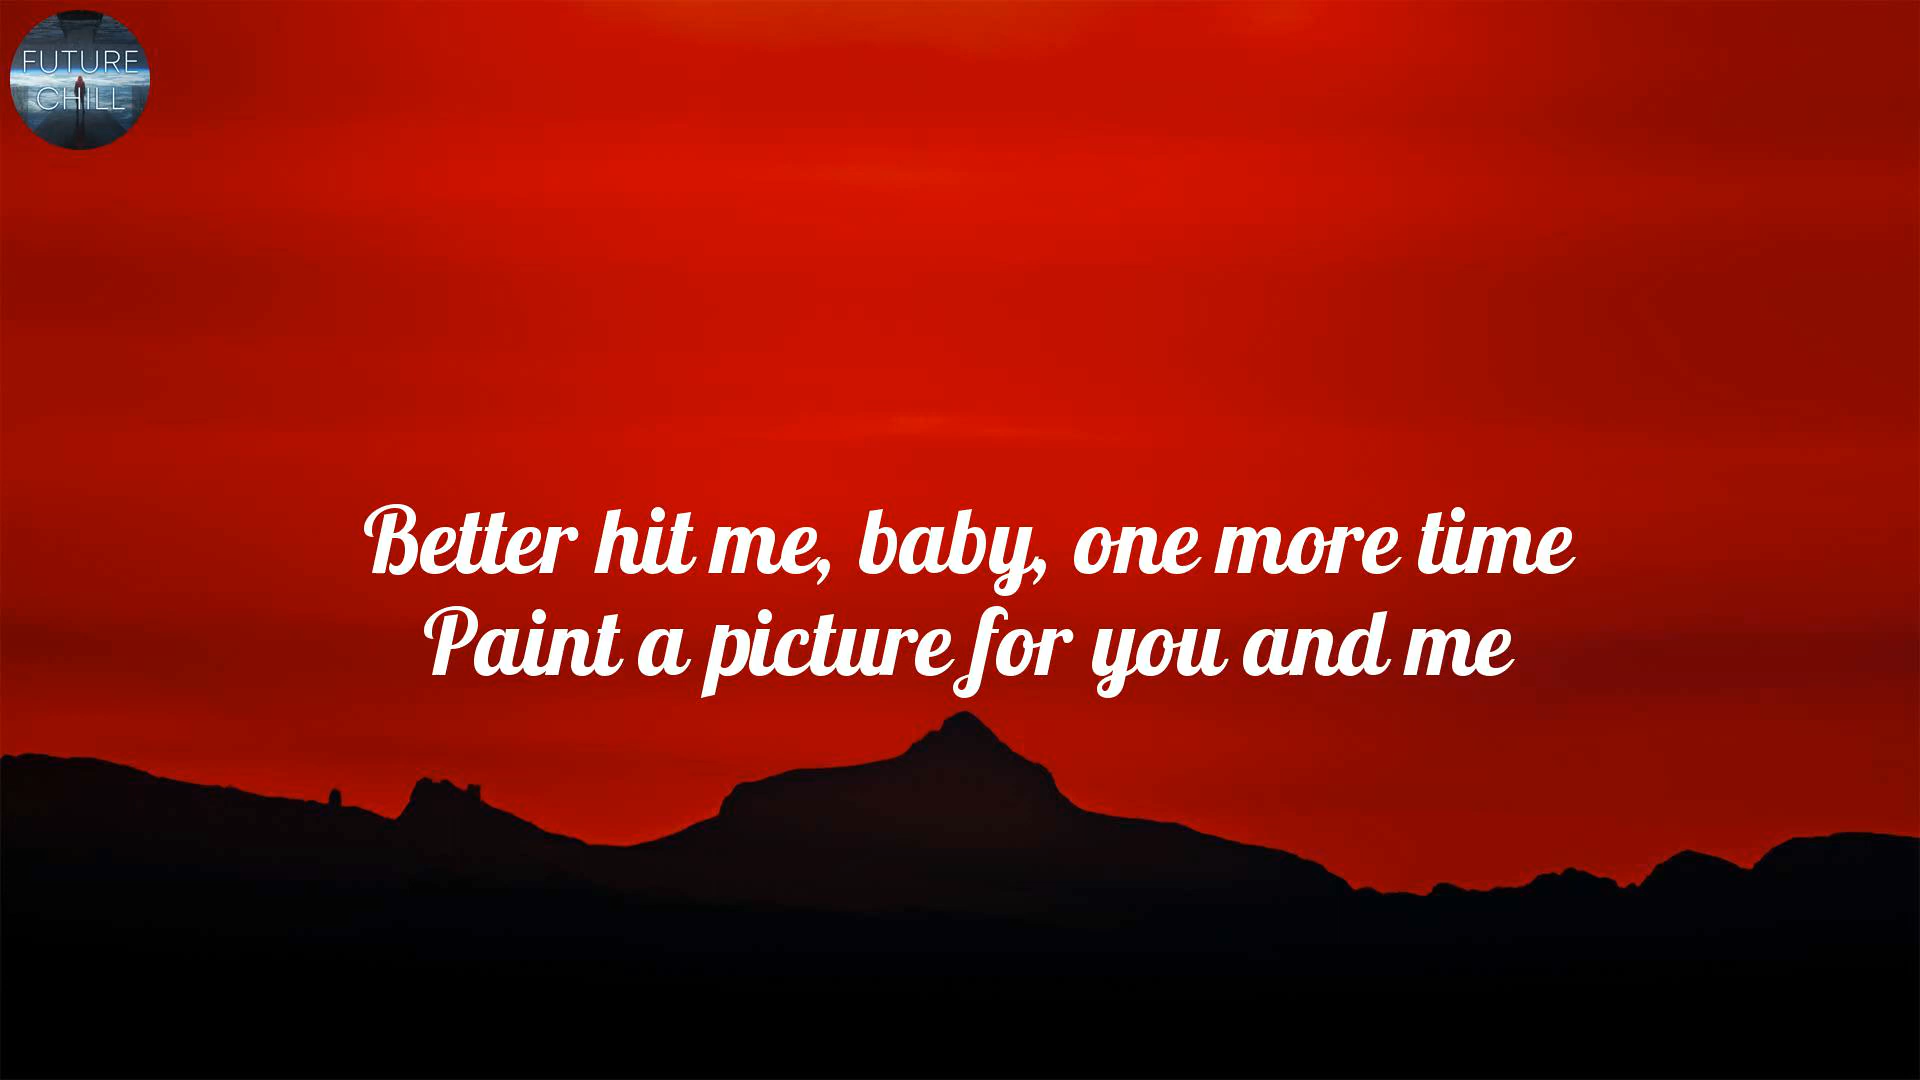 FUTURE
CHILL
Better hit me, baby, one more time
Paint a picture for you and me